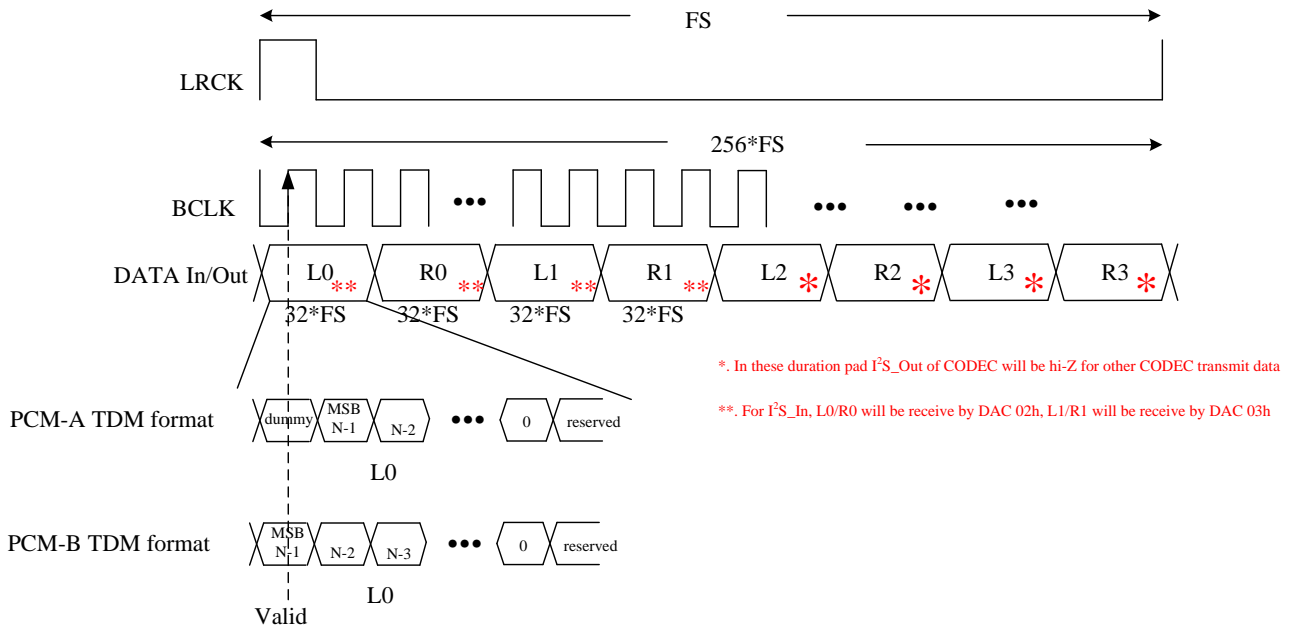 FS
LRCK
256*FS
BCLK
DATA In/Out
L0** R0** L1** R1** L2* R2* L3* R3*
32*FS 32*FS 32*FS 32*FS
*. In these duration pad I²S_Out of CODEC will be hi-Z for other CODEC transmit data
**. For I²S_In, L0/R0 will be receive by DAC 02h, L1/R1 will be receive by DAC 03h
PCM-A TDM format
dummy MSB N-1 N-2 ••• 0 reserved
L0
PCM-B TDM format
MSB N-1 N-2 N-3 ••• 0 reserved
L0
Valid